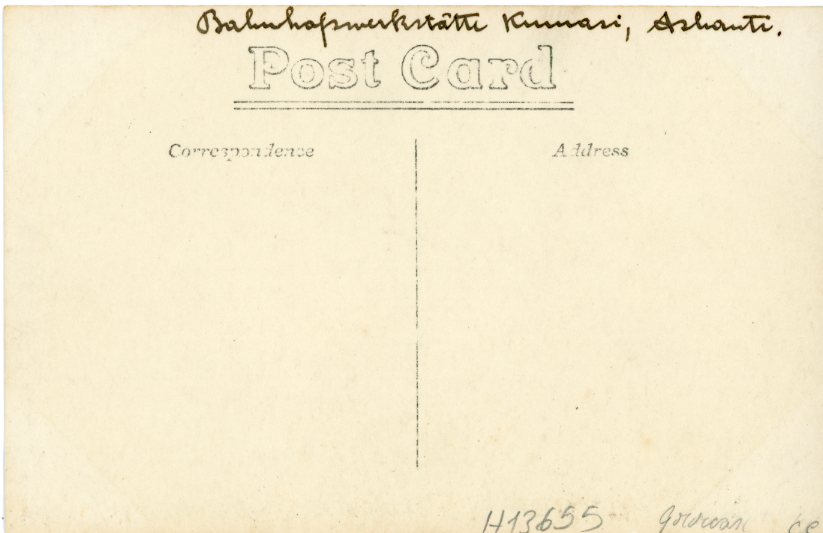 Bahnhofswerkstätte Kumasi, Ashanti.
Post Card
Correspondence
Address
H13655